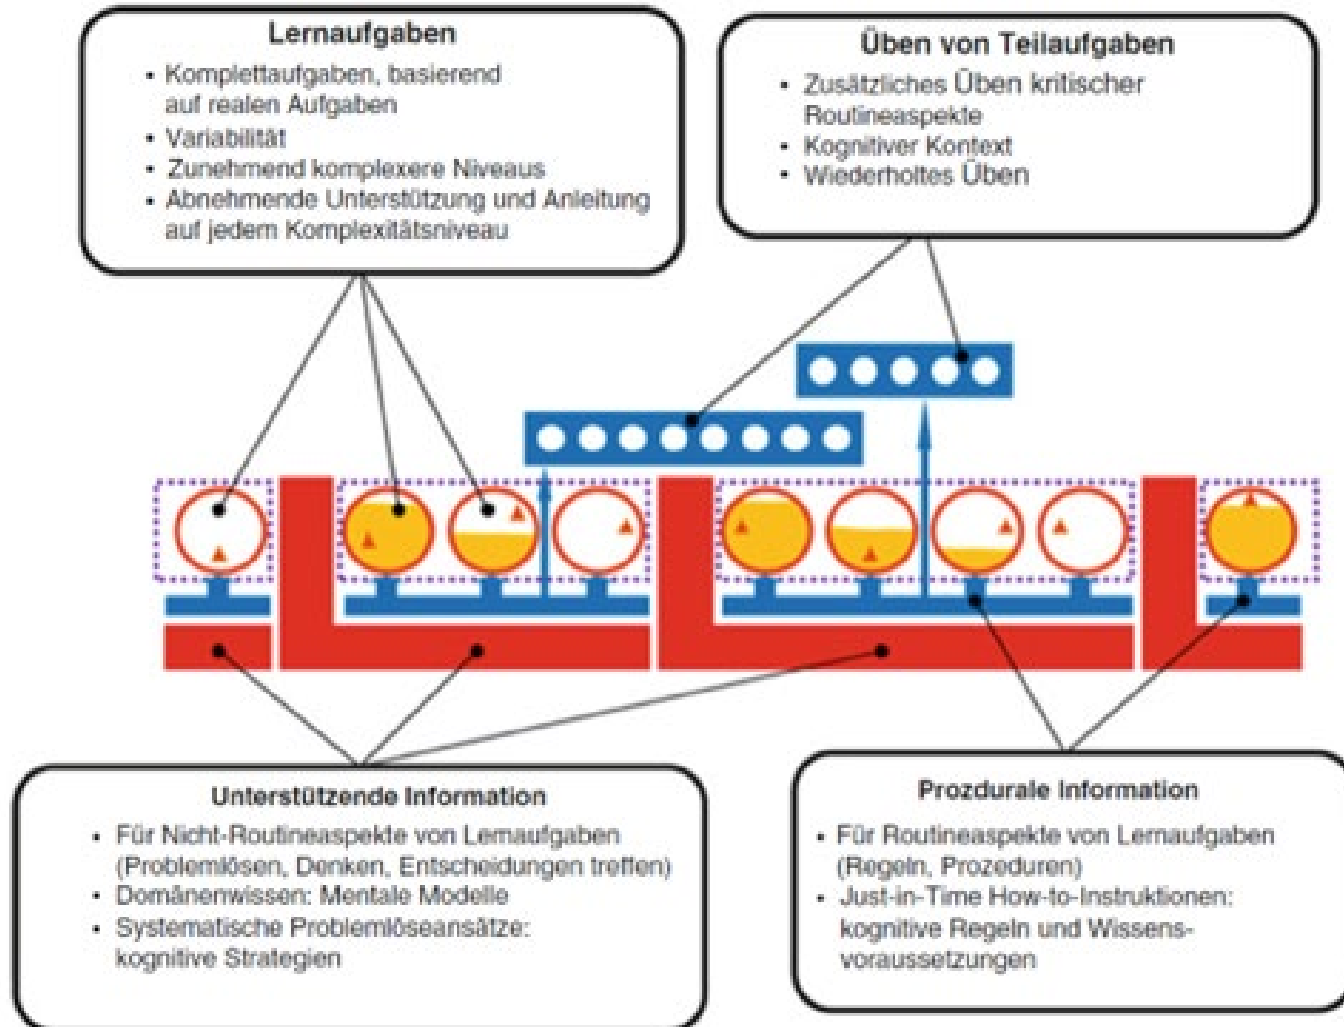 Lernaufgaben
• Komplettaufgaben, basierend
auf realen Aufgaben
• Variabilität
• Zunehmend komplexere Niveaus
• Abnehmende Unterstützung und Anleitung
auf jedem Komplexitätsniveau
Üben von Teilaufgaben
• Zusätzliches Üben kritischer
Routineaspekte
• Kognitiver Kontext
• Wiederholtes Üben
Unterstützende Information
• Für Nicht-Routineaspekte von Lernaufgaben
(Problemlösen, Denken, Entscheidungen treffen)
• Domänenwissen: Mentale Modelle
• Systematische Problemlöseansätze:
kognitive Strategien
Prozdurale Information
• Für Routineaspekte von Lernaufgaben
(Regeln, Prozeduren)
• Just-in-Time How-to-Instruktionen:
kognitive Regeln und Wissens-
voraussetzungen